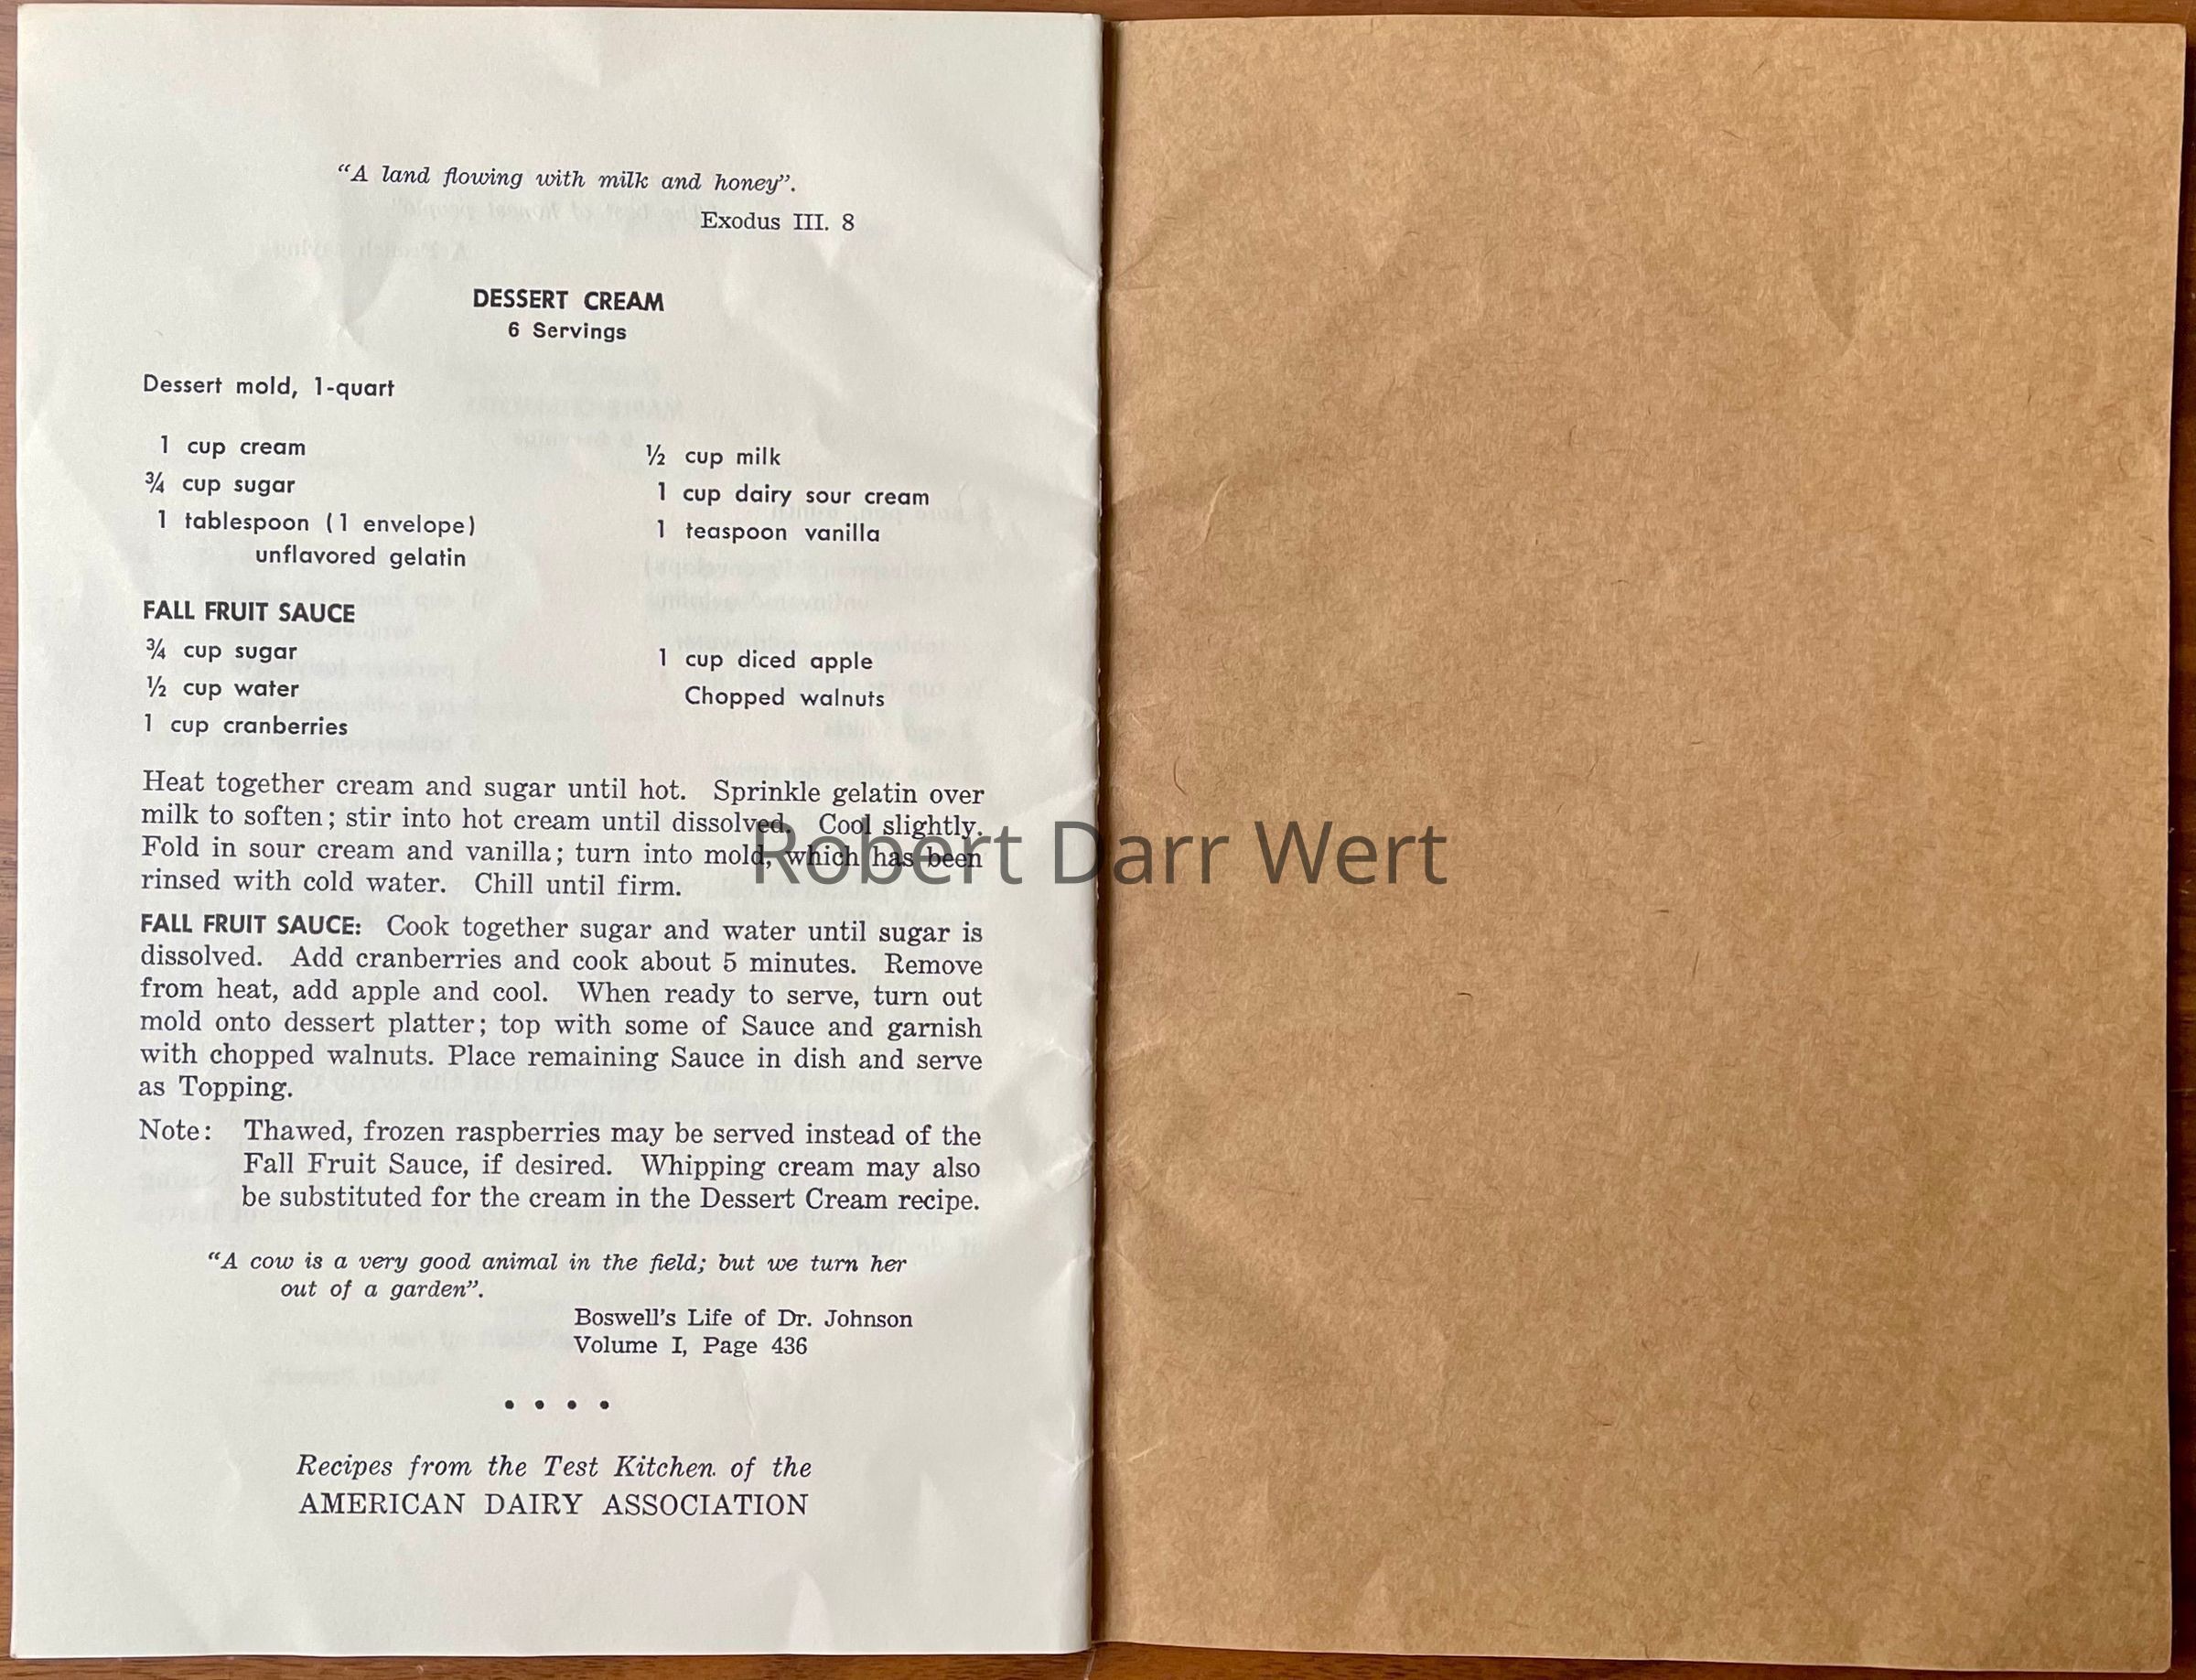 “A land flowing with milk and honey”.
Exodus III. 8
DESSERT CREAM
6 Servings
Dessert mold, 1-quart
1 cup cream
¾ cup sugar
1 tablespoon (1 envelope)
unflavored gelatin
½ cup milk
1 cup dairy sour cream
1 teaspoon vanilla
FALL FRUIT SAUCE
¾ cup sugar
½ cup water
1 cup cranberries
1 cup diced apple
Chopped walnuts
Heat together cream and sugar until hot. Sprinkle gelatin over
milk to soften; stir into hot cream until dissolved. Cool slightly.
Fold in sour cream and vanilla; turn into mold, which has been
rinsed with cold water. Chill until firm.
FALL FRUIT SAUCE: Cook together sugar and water until sugar is
dissolved. Add cranberries and cook about 5 minutes. Remove
from heat, add apple and cool. When ready to serve, turn out
mold onto dessert platter; top with some of Sauce and garnish
with chopped walnuts. Place remaining Sauce in dish and serve
as Topping.
Note: Thawed, frozen raspberries may be served instead of the
Fall Fruit Sauce, if desired. Whipping cream may also
be substituted for the cream in the Dessert Cream recipe.
“A cow is a very good animal in the field; but we turn her
out of a garden”.
Boswell's Life of Dr. Johnson
Volume I, Page 436
• • • •
Recipes from the Test Kitchen of the
AMERICAN DAIRY ASSOCIATION
Robert Darr Wert